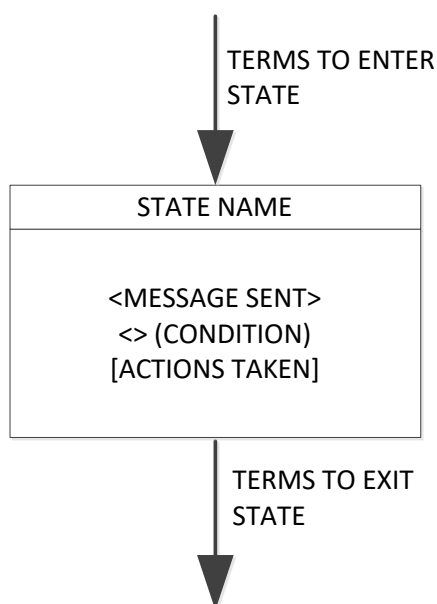 TERMS TO ENTER
STATE
STATE NAME
<MESSAGE SENT>
<> (CONDITION)
[ACTIONS TAKEN]
TERMS TO EXIT
STATE